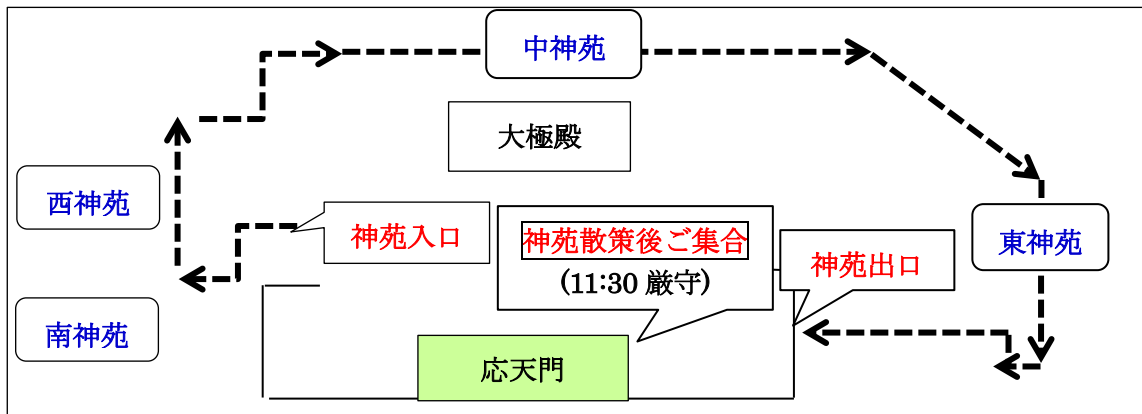 中神苑
大極殿
西神苑
神苑入口
神苑散策後ご集合
(11:30 厳守)
東神苑
神苑出口
南神苑
応天門